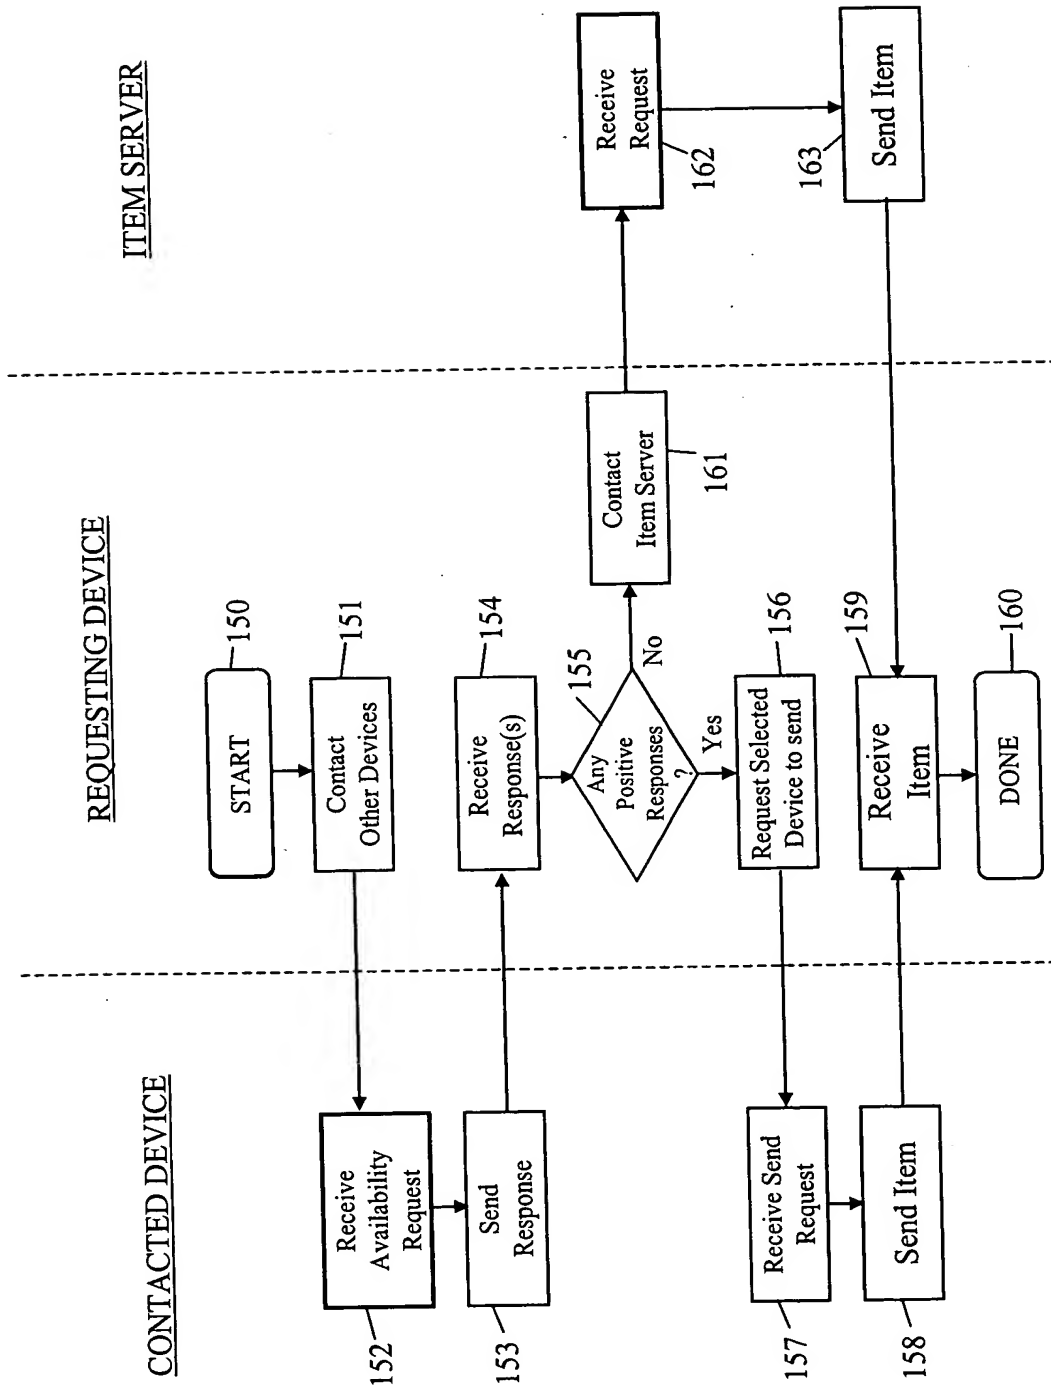 CONTACTED DEVICE
REQUESTING DEVICE
ITEM SERVER
START
150
Contact
Other Devices
151
Receive
Availability
Request
152
Send
Response
153
Receive
Response(s)
154
Any
Positive
Responses
?
155
No
Yes
Contact
Item Server
161
Receive
Request
162
Request Selected
Device to send
156
Receive Send
Request
157
Send Item
158
Send Item
163
Receive
Item
159
DONE
160